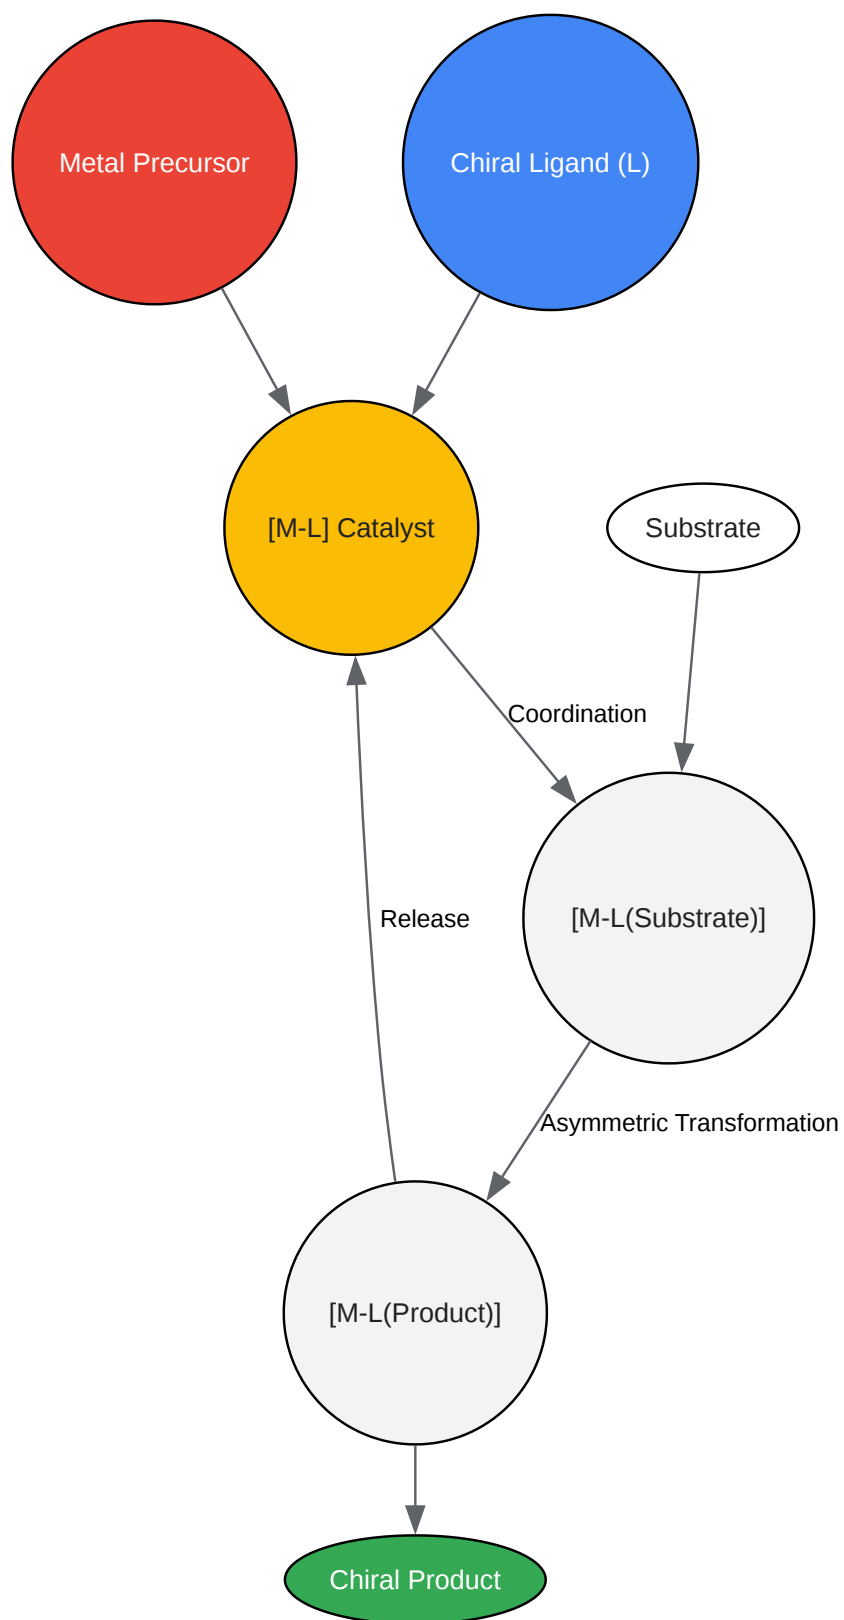 Metal Precursor
Chiral Ligand (L)
[M-L] Catalyst
Substrate
Coordination
[M-L(Substrate)]
Release
Asymmetric Transformation
[M-L(Product)]
Chiral Product